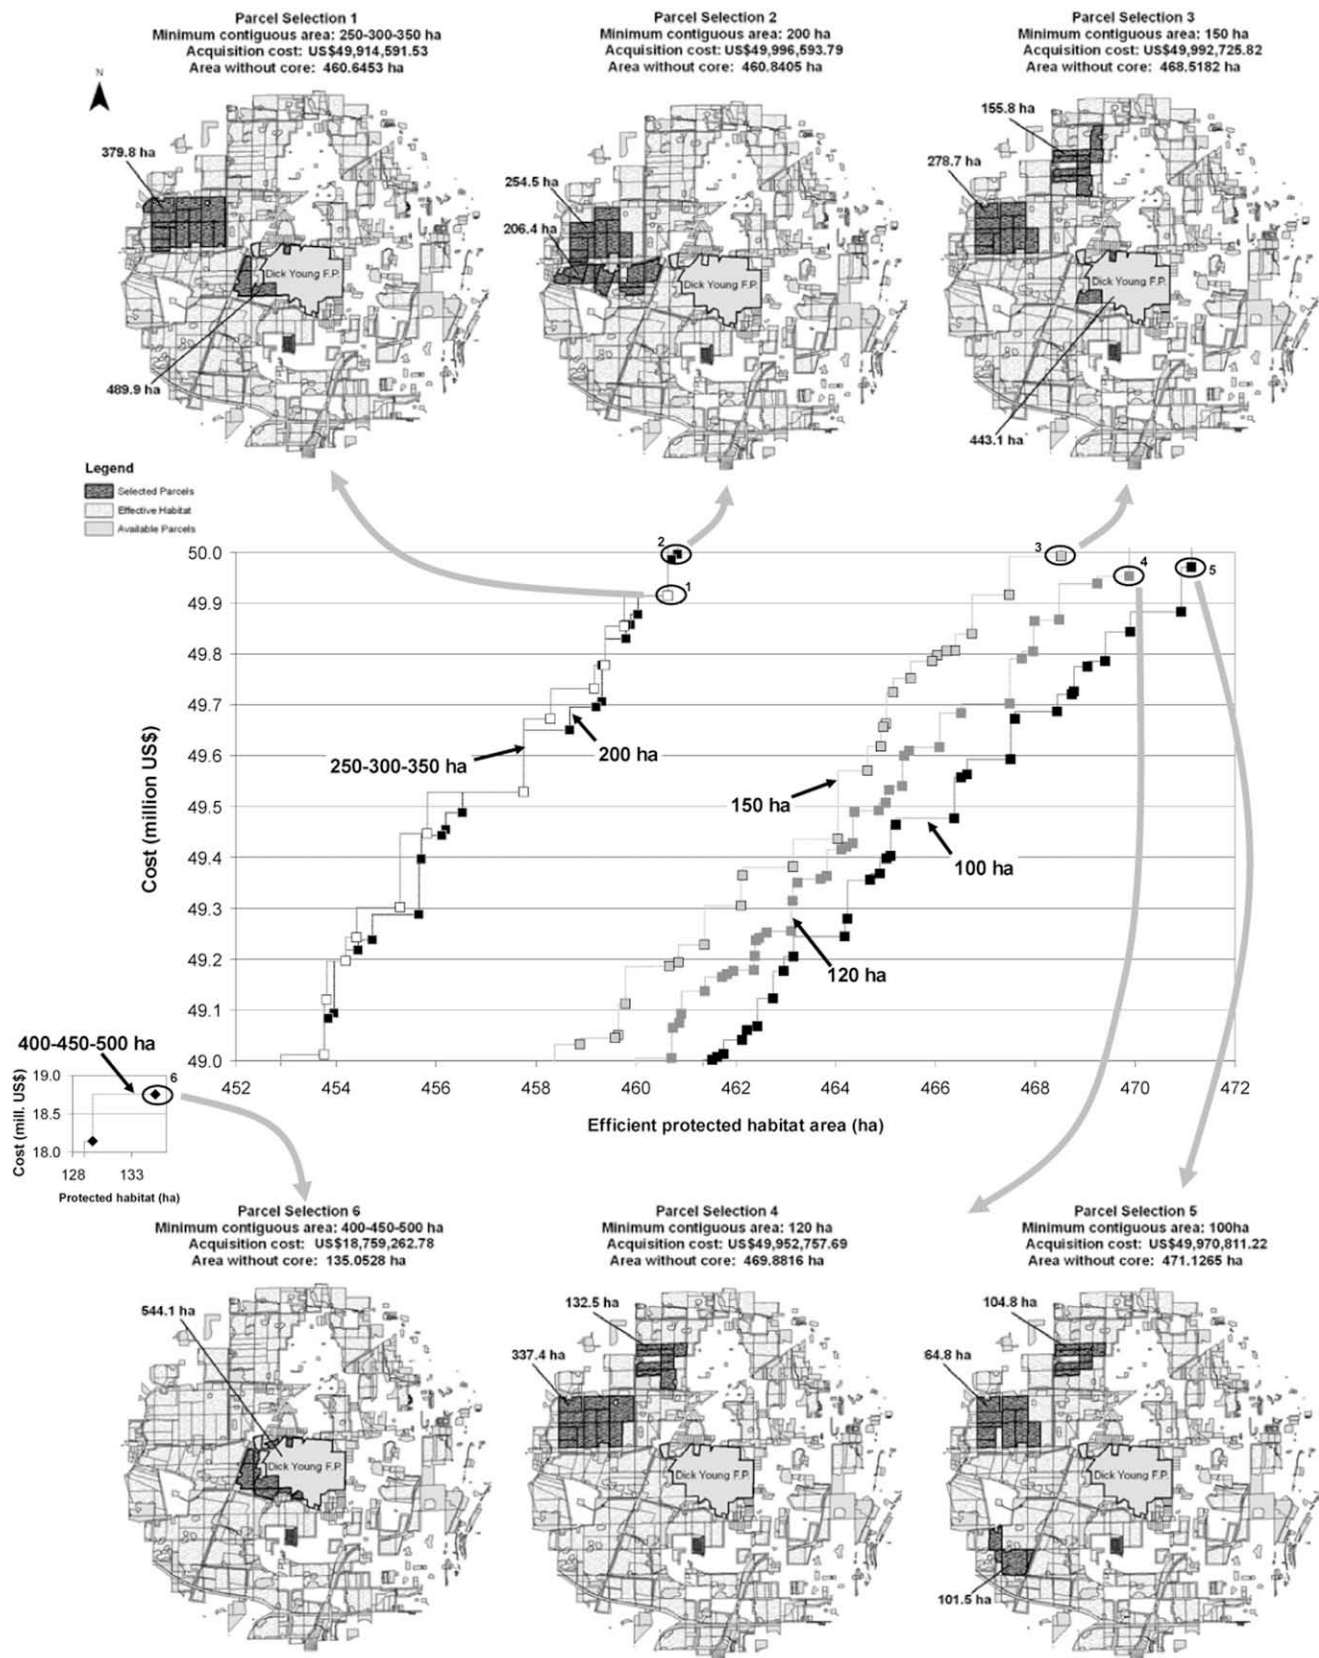 Parcel Selection 1
Minimum contiguous area: 250-300-350 ha
Acquisition cost: US$49,914,591.53
Area without core: 460.6453 ha
Parcel Selection 2
Minimum contiguous area: 200 ha
Acquisition cost: US$49,996,593.79
Area without core: 460.8405 ha
Parcel Selection 3
Minimum contiguous area: 150 ha
Acquisition cost: US$49,992,725.82
Area without core: 468.5182 ha
N
379.8 ha
Dick Young F.P.
489.9 ha
254.5 ha
206.4 ha
Dick Young F.P.
155.8 ha
278.7 ha
Dick Young F.P.
443.1 ha
Legend
Selected Parcels
Effective Habitat
Available Parcels
Cost (million US$)
50.0
49.9
49.8
49.7
49.6
49.5
49.4
49.3
49.2
49.1
49.0
452
454
456
458
460
462
464
466
468
470
472
Efficient protected habitat area (ha)
2
1
3
4
5
250-300-350 ha
200 ha
150 ha
100 ha
120 ha
400-450-500 ha
6
Cost (mill. US$)
19.0
18.5
18.0
128
133
Protected habitat (ha)
Parcel Selection 6
Minimum contiguous area: 400-450-500 ha
Acquisition cost: US$18,759,262.78
Area without core: 135.0528 ha
Parcel Selection 4
Minimum contiguous area: 120 ha
Acquisition cost: US$49,952,757.69
Area without core: 469.8816 ha
Parcel Selection 5
Minimum contiguous area: 100ha
Acquisition cost: US$49,970,811.22
Area without core: 471.1265 ha
544.1 ha
Dick Young F.P.
132.5 ha
337.4 ha
Dick Young F.P.
104.8 ha
64.8 ha
Dick Young F.P.
101.5 ha